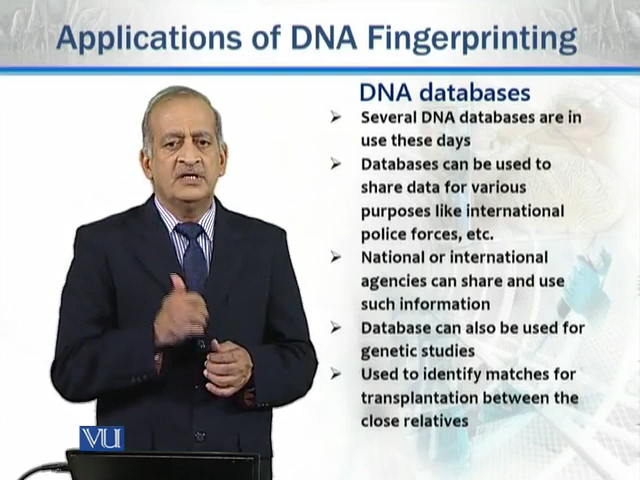 Applications of DNA Fingerprinting
DNA databases
➢ Several DNA databases are in
use these days
➢ Databases can be used to
share data for various
purposes like international
police forces, etc.
➢ National or international
agencies can share and use
such information
➢ Database can also be used for
genetic studies
➢ Used to identify matches for
transplantation between the
close relatives
VU